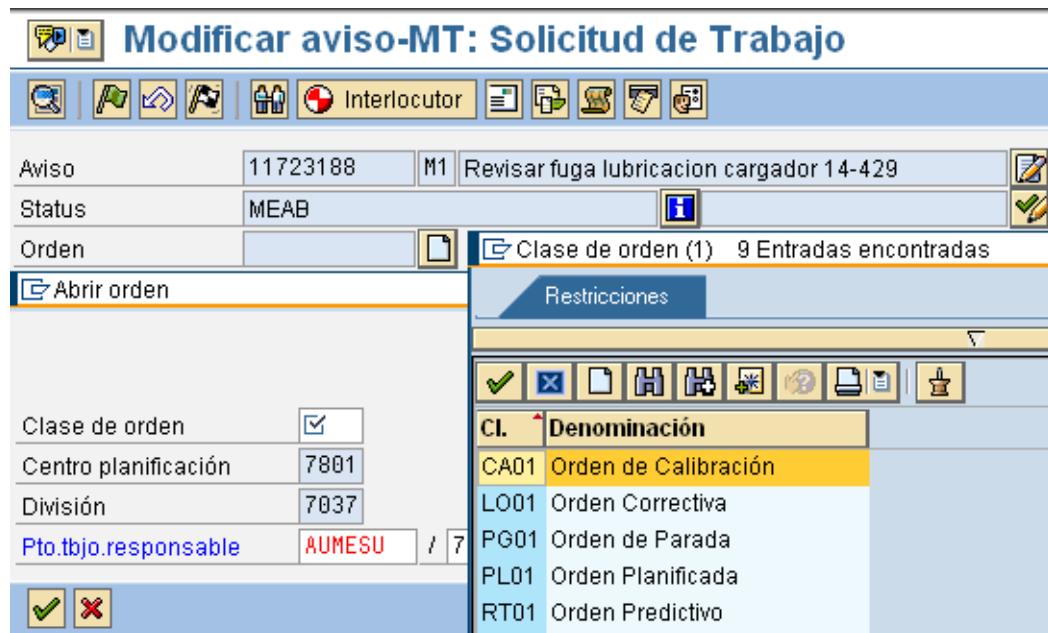 Modificar aviso-MT: Solicitud de Trabajo
Interlocutor
Aviso 11723188 M1 Revisar fuga lubricacion cargador 14-429
Status MEAB
Orden
Clase de orden (1) 9 Entradas encontradas
Abrir orden
Restricciones
Clase de orden
Centro planificación 7801
División 7037
Pto.tbjo.responsable AUMESU / 7
Cl. Denominación
CA01 Orden de Calibración
LO01 Orden Correctiva
PG01 Orden de Parada
PL01 Orden Planificada
RT01 Orden Predictivo